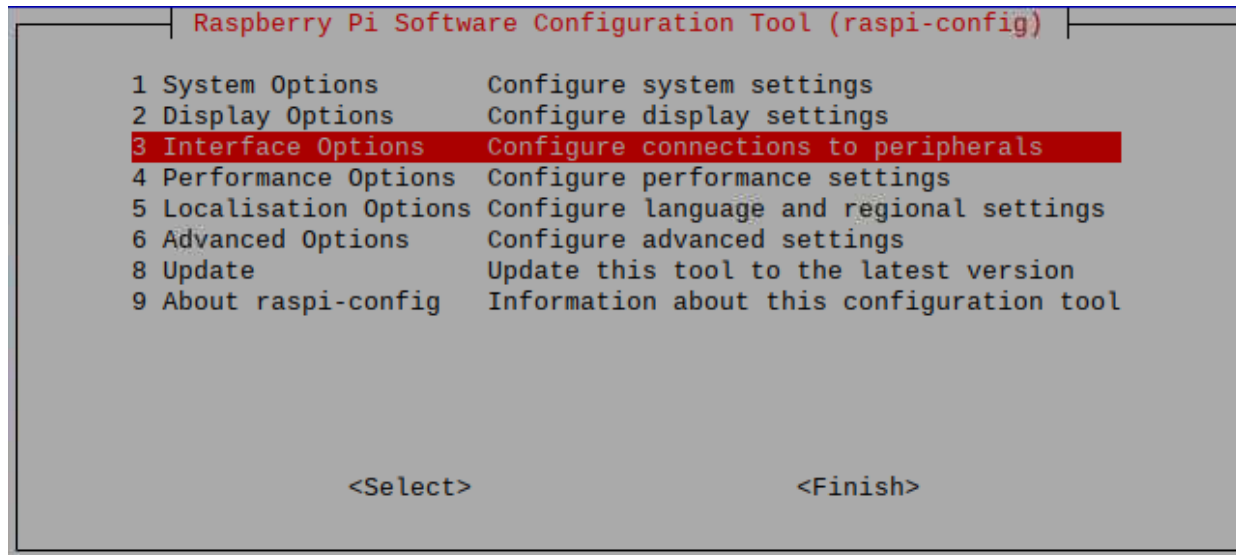 Raspberry Pi Software Configuration Tool (raspi-config)
1 System Options Configure system settings
2 Display Options Configure display settings
3 Interface Options Configure connections to peripherals
4 Performance Options Configure performance settings
5 Localisation Options Configure language and regional settings
6 Advanced Options Configure advanced settings
8 Update Update this tool to the latest version
9 About raspi-config Information about this configuration tool
<Select> <Finish>